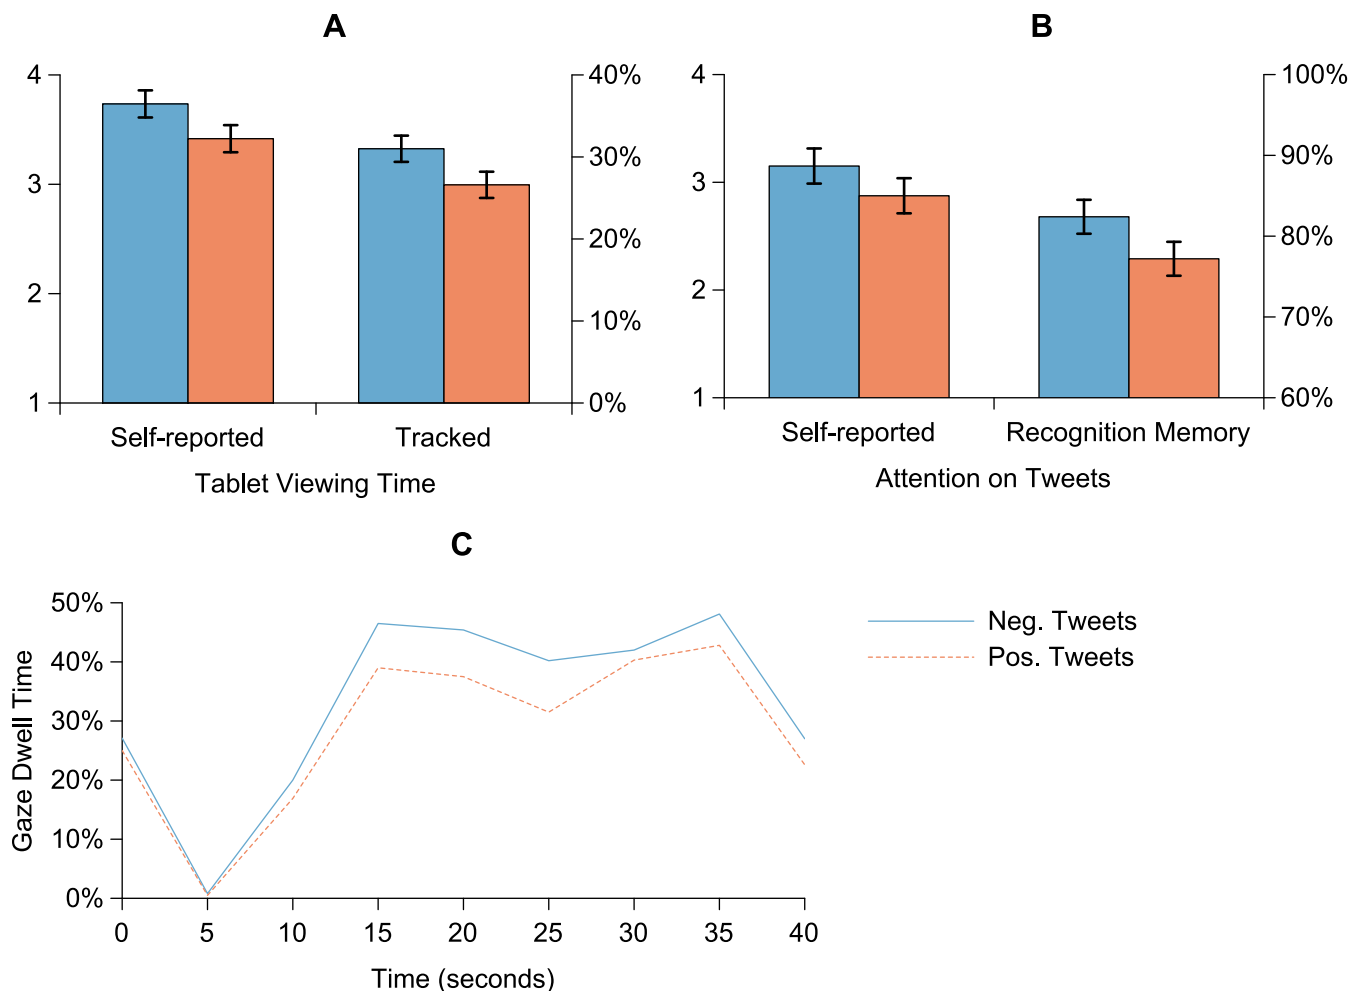 A
4
3
2
1
40%
30%
20%
10%
0%
Self-reported
Tracked
Tablet Viewing Time
B
4
3
2
1
100%
90%
80%
70%
60%
Self-reported
Recognition Memory
Attention on Tweets
C
Gaze Dwell Time
50%
40%
30%
20%
10%
0%
0 5 10 15 20 25 30 35 40
Time (seconds)
Neg. Tweets
Pos. Tweets